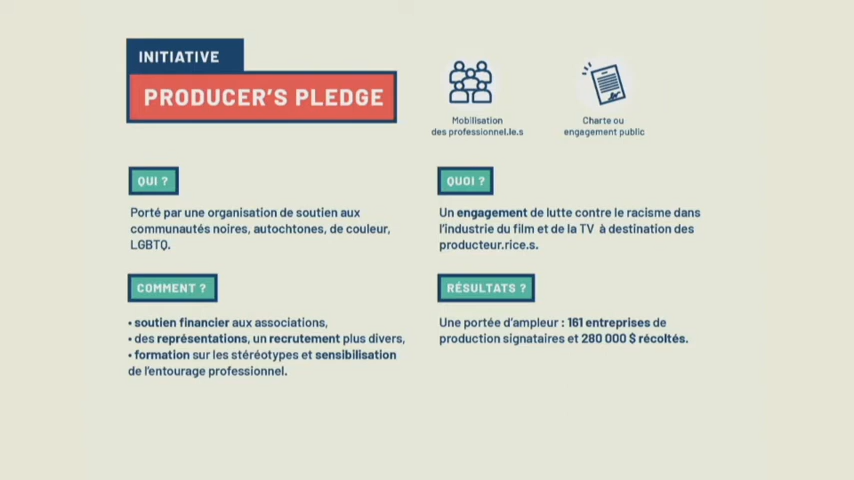 INITIATIVE
PRODUCER'S PLEDGE
Mobilisation
des professionnel.le.s
Charte ou
engagement public
QUI ?
Porté par une organisation de soutien aux
communautés noires, autochtones, de couleur,
LGBTQ.
QUOI ?
Un engagement de lutte contre le racisme dans
l'industrie du film et de la TV à destination des
producteur.rice.s.
COMMENT ?
• soutien financier aux associations,
• des représentations, un recrutement plus divers,
• formation sur les stéréotypes et sensibilisation
de l'entourage professionnel.
RÉSULTATS ?
Une portée d'ampleur : 161 entreprises de
production signataires et 280 000 $ récoltés.